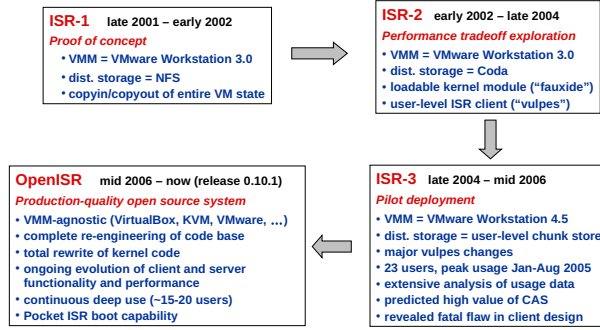 ISR-1 late 2001 – early 2002
Proof of concept
• VMM = VMware Workstation 3.0
• dist. storage = NFS
• copyin/copyout of entire VM state
ISR-2 early 2002 – late 2004
Performance tradeoff exploration
• VMM = VMware Workstation 3.0
• dist. storage = Coda
• loadable kernel module (“fauxide”)
• user-level ISR client (“vulpes”)
ISR-3 late 2004 – mid 2006
Pilot deployment
• VMM = VMware Workstation 4.5
• dist. storage = user-level chunk store
• major vulpes changes
• 23 users, peak usage Jan-Aug 2005
• extensive analysis of usage data
• predicted high value of CAS
• revealed fatal flaw in client design
OpenISR mid 2006 – now (release 0.10.1)
Production-quality open source system
• VMM-agnostic (VirtualBox, KVM, VMware, …)
• complete re-engineering of code base
• total rewrite of kernel code
• ongoing evolution of client and server
functionality and performance
• continuous deep use (~15-20 users)
• Pocket ISR boot capability